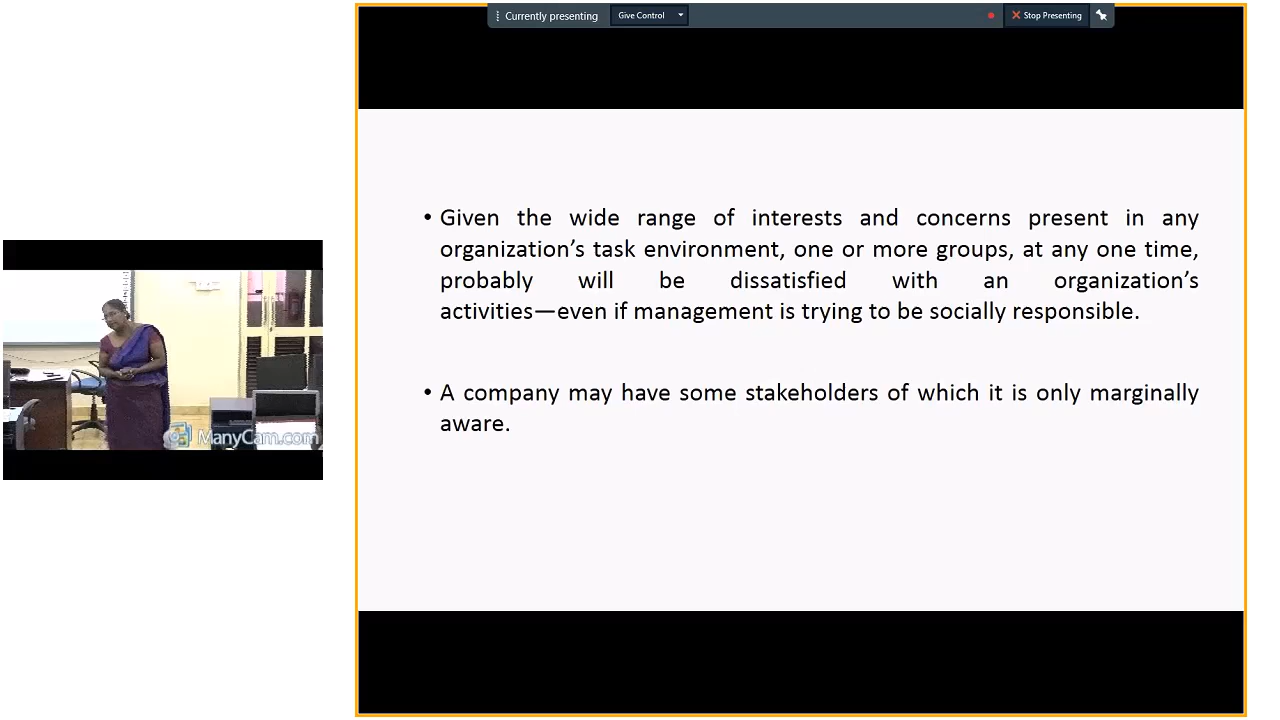 Currently presenting
Give Control
Stop Presenting
• Given the wide range of interests and concerns present in any
organization’s task environment, one or more groups, at any one time,
probably will be dissatisfied with an organization’s
activities—even if management is trying to be socially responsible.
• A company may have some stakeholders of which it is only marginally
aware.
ManyCam.com